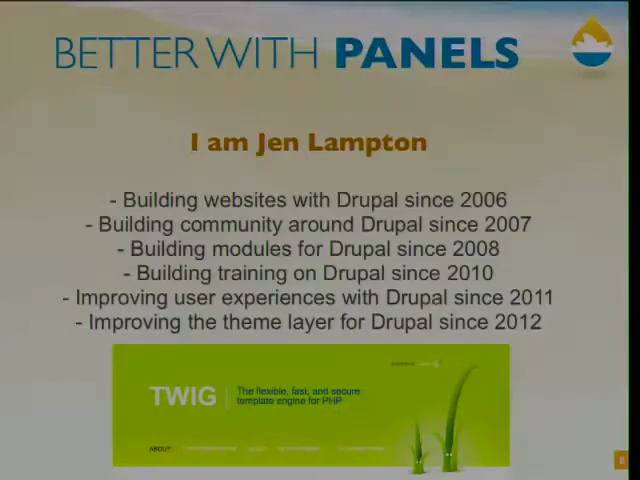 BETTER WITH PANELS
I am Jen Lampton
- Building websites with Drupal since 2006
- Building community around Drupal since 2007
- Building modules for Drupal since 2008
- Building training on Drupal since 2010
- Improving user experiences with Drupal since 2011
- Improving the theme layer for Drupal since 2012
TWIG
The flexible, fast, and secure
template engine for PHP
ABOUT
8